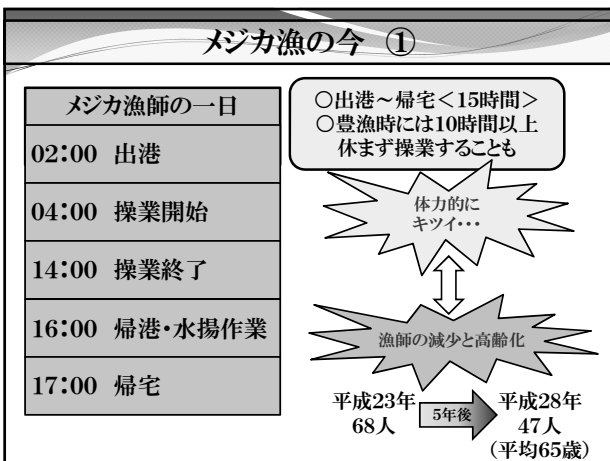 メジカ漁の今 ①
メジカ漁師の一日
02:00 出港
04:00 操業開始
14:00 操業終了
16:00 帰港・水揚作業
17:00 帰宅
○出港～帰宅＜15時間＞
○豊漁時には10時間以上
休まず操業することも
体力的に
キツイ・・・
漁師の減少と高齢化
平成23年
68人
5年後
平成28年
47人
(平均65歳)